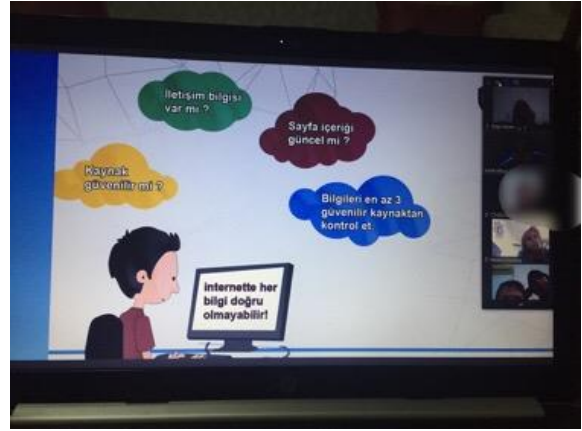 İletişim bilgisi
var mı ?
Sayfa içeriği
güncel mi ?
Kaynak
güvenilir mi ?
Bilgileri en az 3
güvenilir kaynaktan
kontrol et.
internette her
bilgi doğru
olmayabilir!